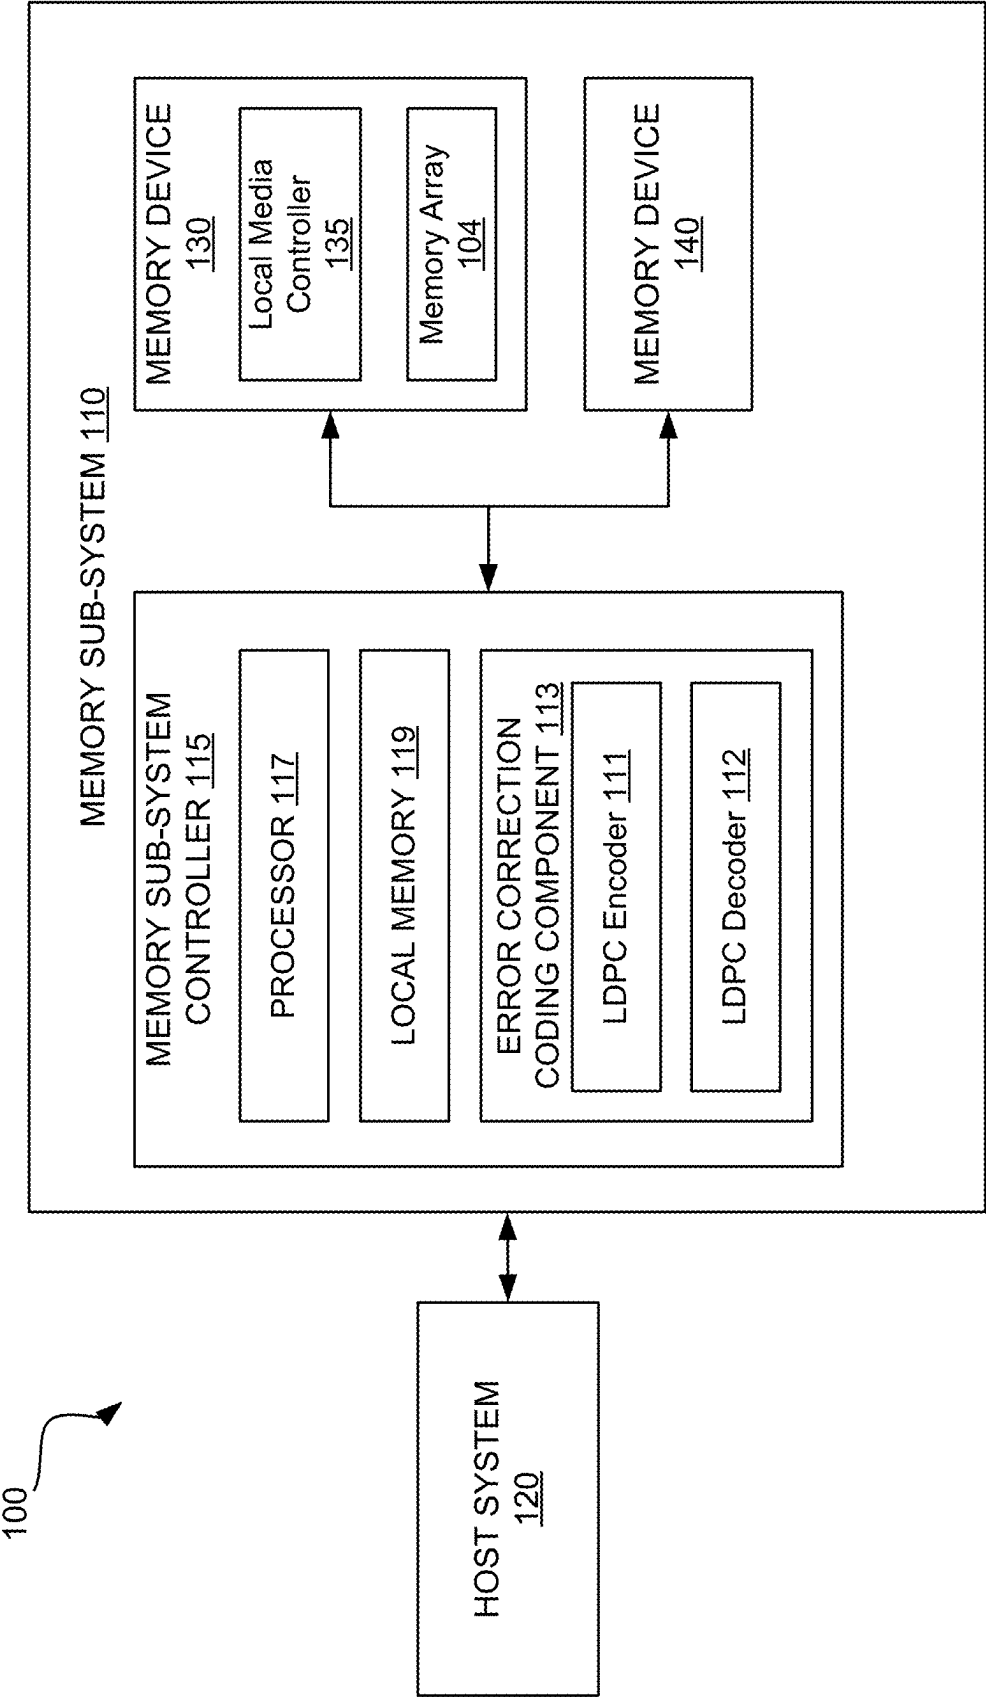 100
HOST SYSTEM
120
MEMORY SUB-SYSTEM 110
MEMORY SUB-SYSTEM
CONTROLLER 115
PROCESSOR 117
LOCAL MEMORY 119
ERROR CORRECTION
CODING COMPONENT 113
LDPC Encoder 111
LDPC Decoder 112
MEMORY DEVICE
130
Local Media
Controller
135
Memory Array
104
MEMORY DEVICE
140